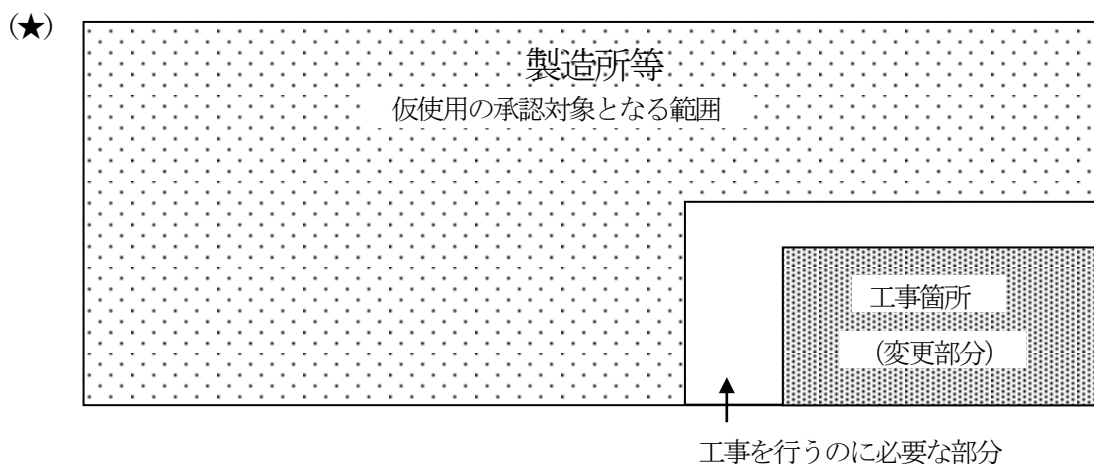 (★)
製造所等
仮使用の承認対象となる範囲
工事箇所
（変更部分）
工事を行うのに必要な部分